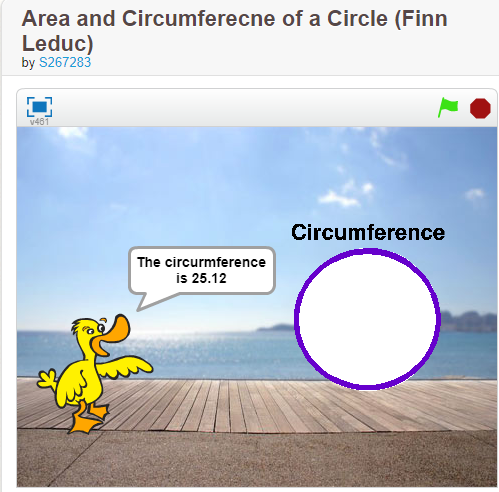 Area and Circumferecne of a Circle (Finn
Leduc)
by S267283
v461
Circumference
The circurmference
is 25.12